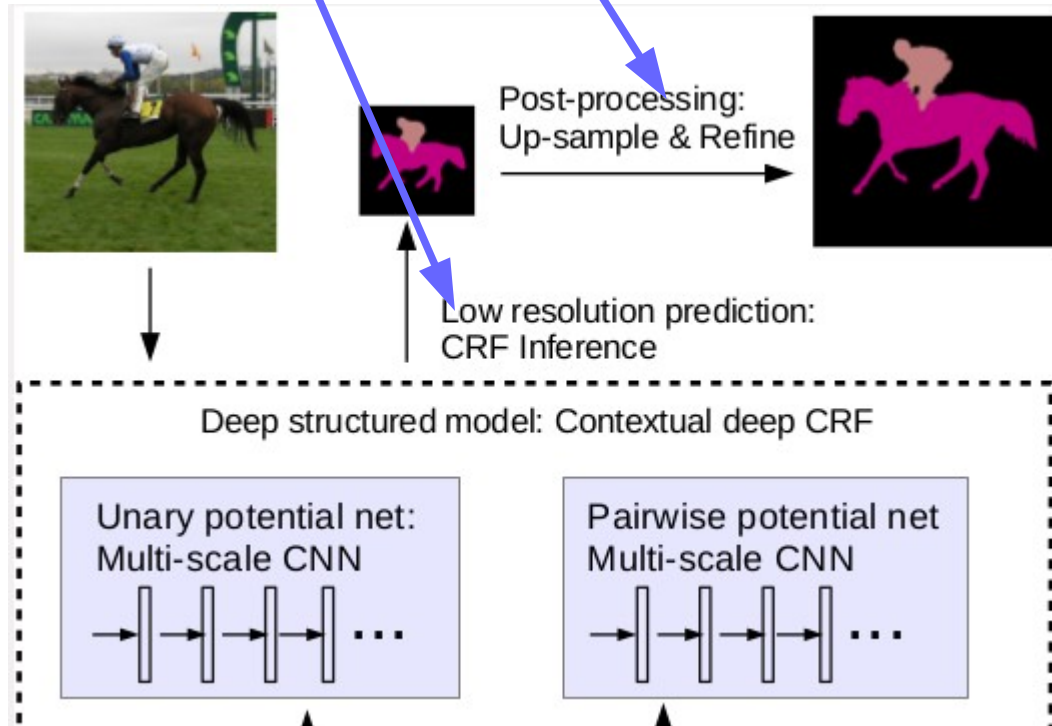 Post-processing:
Up-sample & Refine
Low resolution prediction:
CRF Inference
Deep structured model: Contextual deep CRF
Unary potential net:
Multi-scale CNN
...
Pairwise potential net
Multi-scale CNN
...